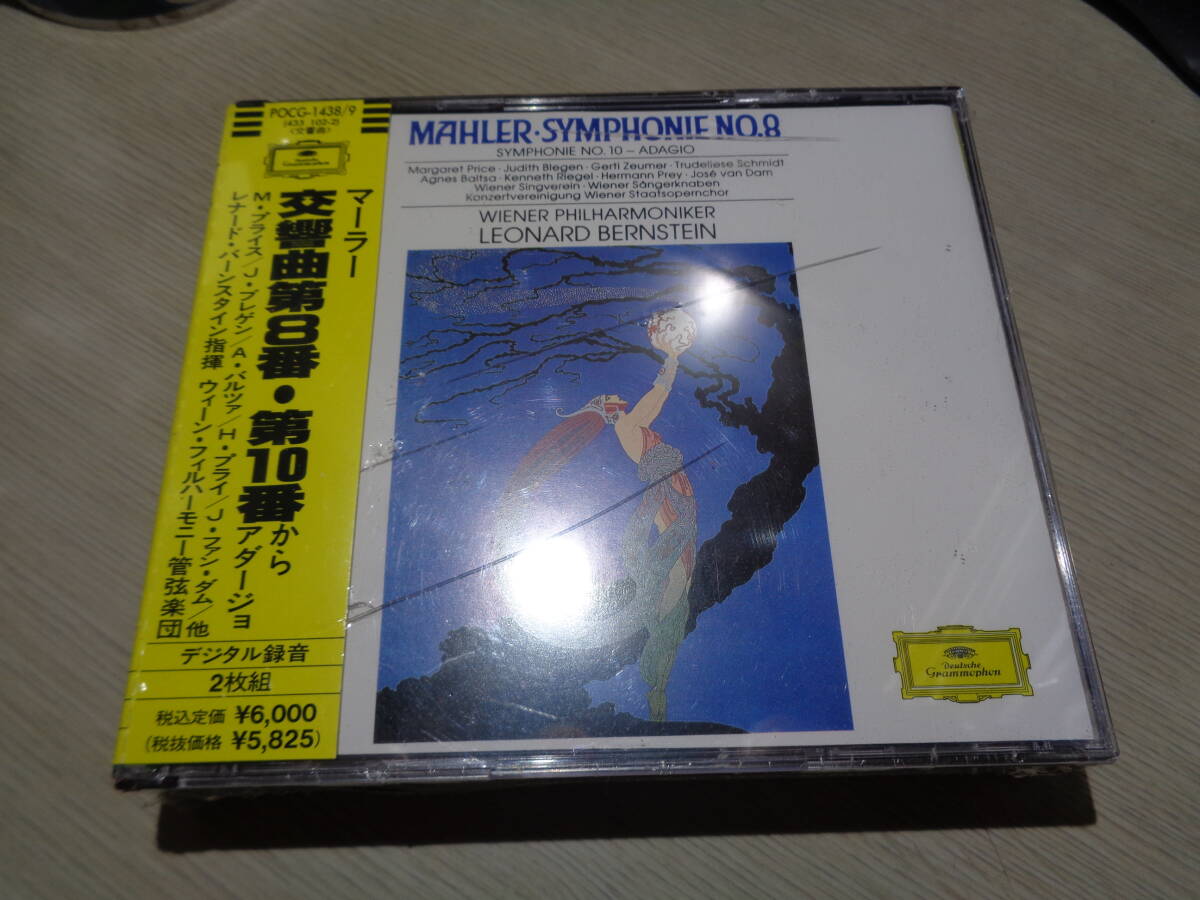 POCG-1438/9
(433 102-2)
〈交響曲〉
Deutsche
Grammophon
マーラー
交響曲第8番・第10番からアダージョ
M・プライス/J・ブレゲン/A・バルツァ/H・プライ/J・ファン・ダム/他
レナード・バーンスタイン指揮 ウィーン・フィルハーモニー管弦楽団
デジタル録音
2枚組
税込定価 ¥6,000
(税抜価格 ¥5,825)
MAHLER·SYMPHONIE NO.8
SYMPHONIE NO. 10 – ADAGIO
Margaret Price · Judith Blegen · Gerti Zeumer · Trudeliese Schmidt
Agnes Baltsa · Kenneth Riegel · Hermann Prey · José van Dam
Wiener Singverein · Wiener Sängerknaben
Konzertvereinigung Wiener Staatsopernchor
WIENER PHILHARMONIKER
LEONARD BERNSTEIN
Deutsche
Grammophon